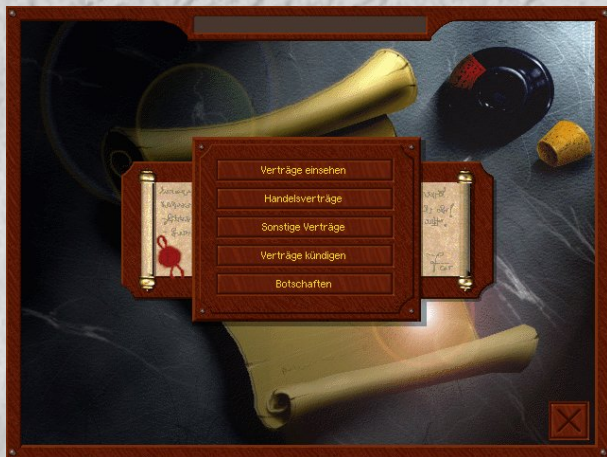 Verträge einsehen
Handelsverträge
Sonstige Verträge
Verträge kündigen
Botschaften